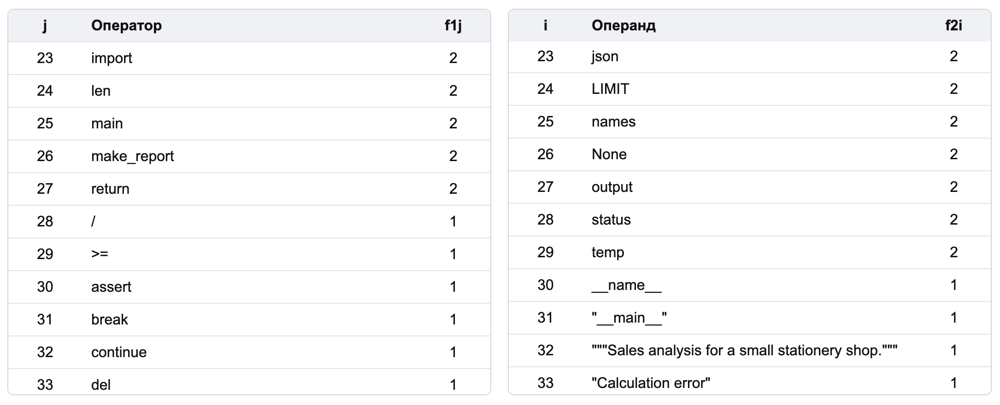 j Оператор f1j
23 import 2
24 len 2
25 main 2
26 make_report 2
27 return 2
28 / 1
29 >= 1
30 assert 1
31 break 1
32 continue 1
33 del 1
i Операнд f2i
23 json 2
24 LIMIT 2
25 names 2
26 None 2
27 output 2
28 status 2
29 temp 2
30 __name__ 1
31 "__main__" 1
32 """Sales analysis for a small stationery shop.""" 1
33 "Calculation error" 1